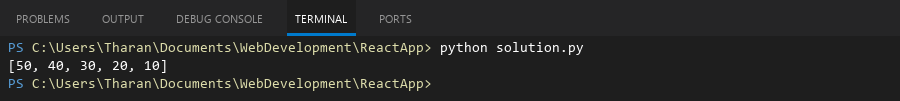 PROBLEMS OUTPUT DEBUG CONSOLE TERMINAL PORTS
PS C:\Users\Tharan\Documents\WebDevelopment\ReactApp> python solution.py
[50, 40, 30, 20, 10]
PS C:\Users\Tharan\Documents\WebDevelopment\ReactApp>